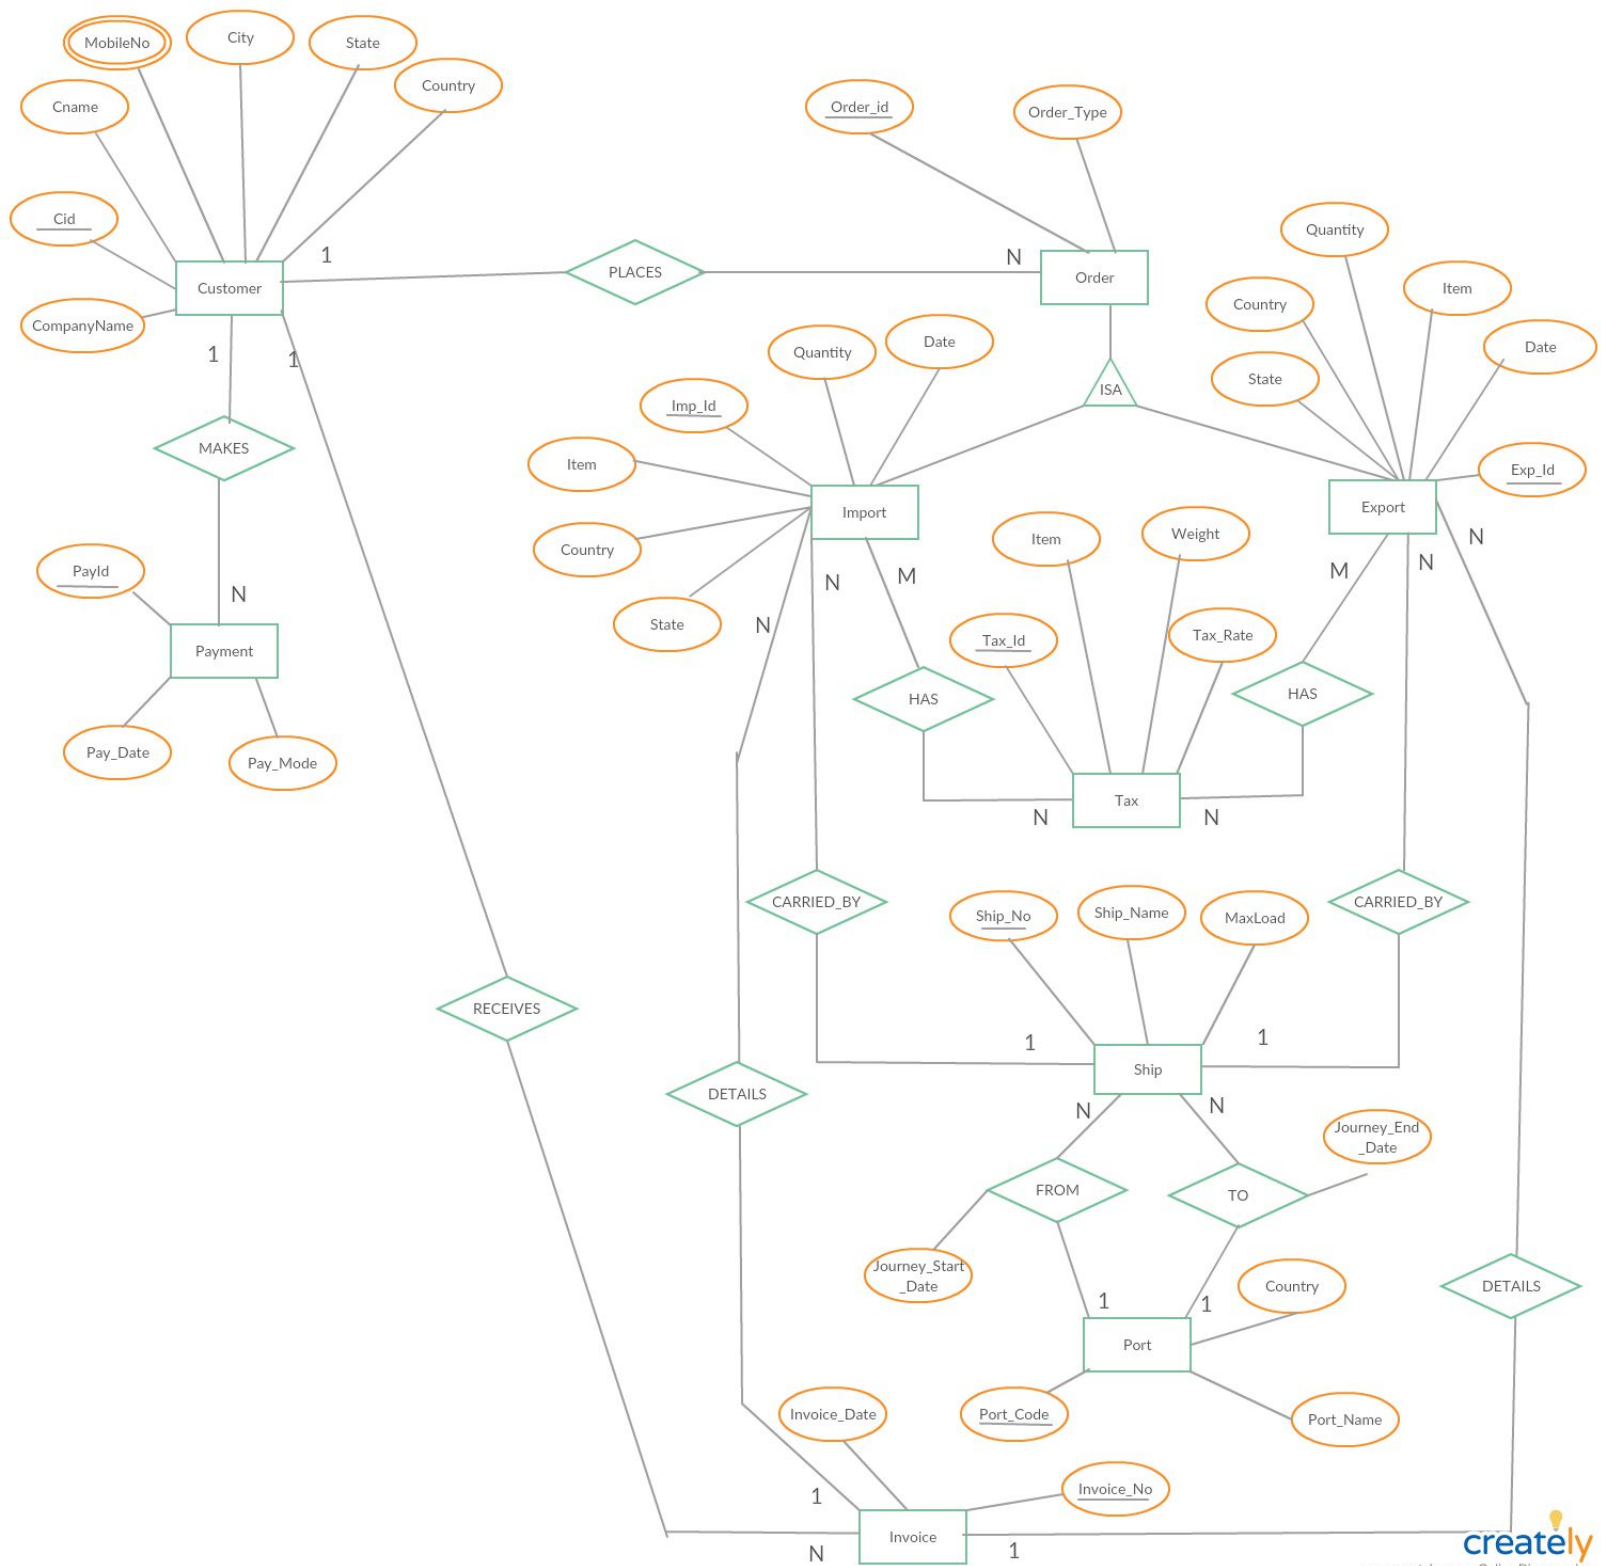 MobileNo
City
State
Country
Cname
Order_id
Order_Type
Cid
Quantity
1
N
PLACES
Order
Customer
Country
Item
CompanyName
Quantity
Date
Date
1
1
ISA
State
Imp_Id
MAKES
Item
Exp_Id
Import
Export
Item
Weight
N
Country
PayId
N
M
M
N
N
State
N
Tax_Id
Tax_Rate
Payment
HAS
HAS
Pay_Date
Pay_Mode
Tax
N
N
CARRIED_BY
Ship_No
Ship_Name
MaxLoad
CARRIED_BY
RECEIVES
1
1
Ship
DETAILS
N
N
Journey_End
_Date
FROM
TO
Journey_Start
_Date
Country
DETAILS
1
1
Port
Invoice_Date
Port_Code
Port_Name
1
Invoice_No
Invoice
N
1
creately